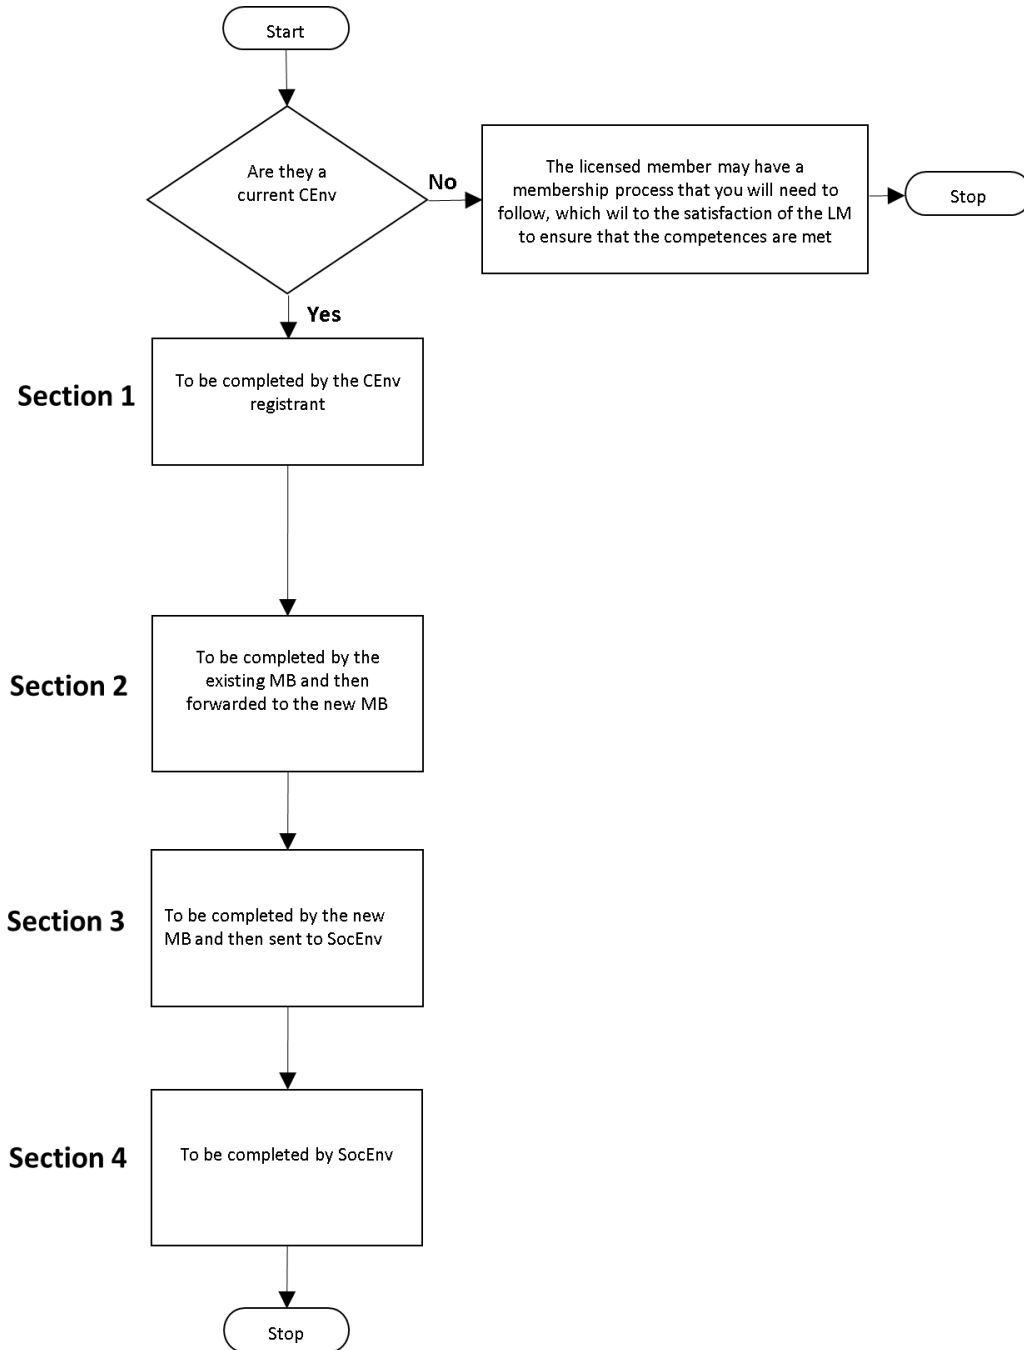 Start
Are they a
current CEnv
No
The licensed member may have a
membership process that you will need to
follow, which wil to the satisfaction of the LM
to ensure that the competences are met
Stop
Yes
Section 1
To be completed by the CEnv
registrant
Section 2
To be completed by the
existing MB and then
forwarded to the new MB
Section 3
To be completed by the new
MB and then sent to SocEnv
Section 4
To be completed by SocEnv
Stop